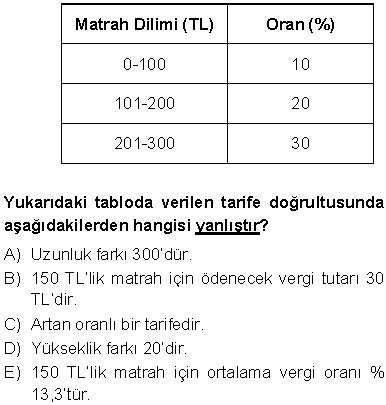 Matrah Dilimi (TL) Oran (%)
0-100 10
101-200 20
201-300 30
Yukarıdaki tabloda verilen tarife doğrultusunda
aşağıdakilerden hangisi yanlıştır?
A) Uzunluk farkı 300'dür.
B) 150 TL'lik matrah için ödenecek vergi tutarı 30
TL'dir.
C) Artan oranlı bir tarifedir.
D) Yükseklik farkı 20'dir.
E) 150 TL'lik matrah için ortalama vergi oranı %
13,3'tür.